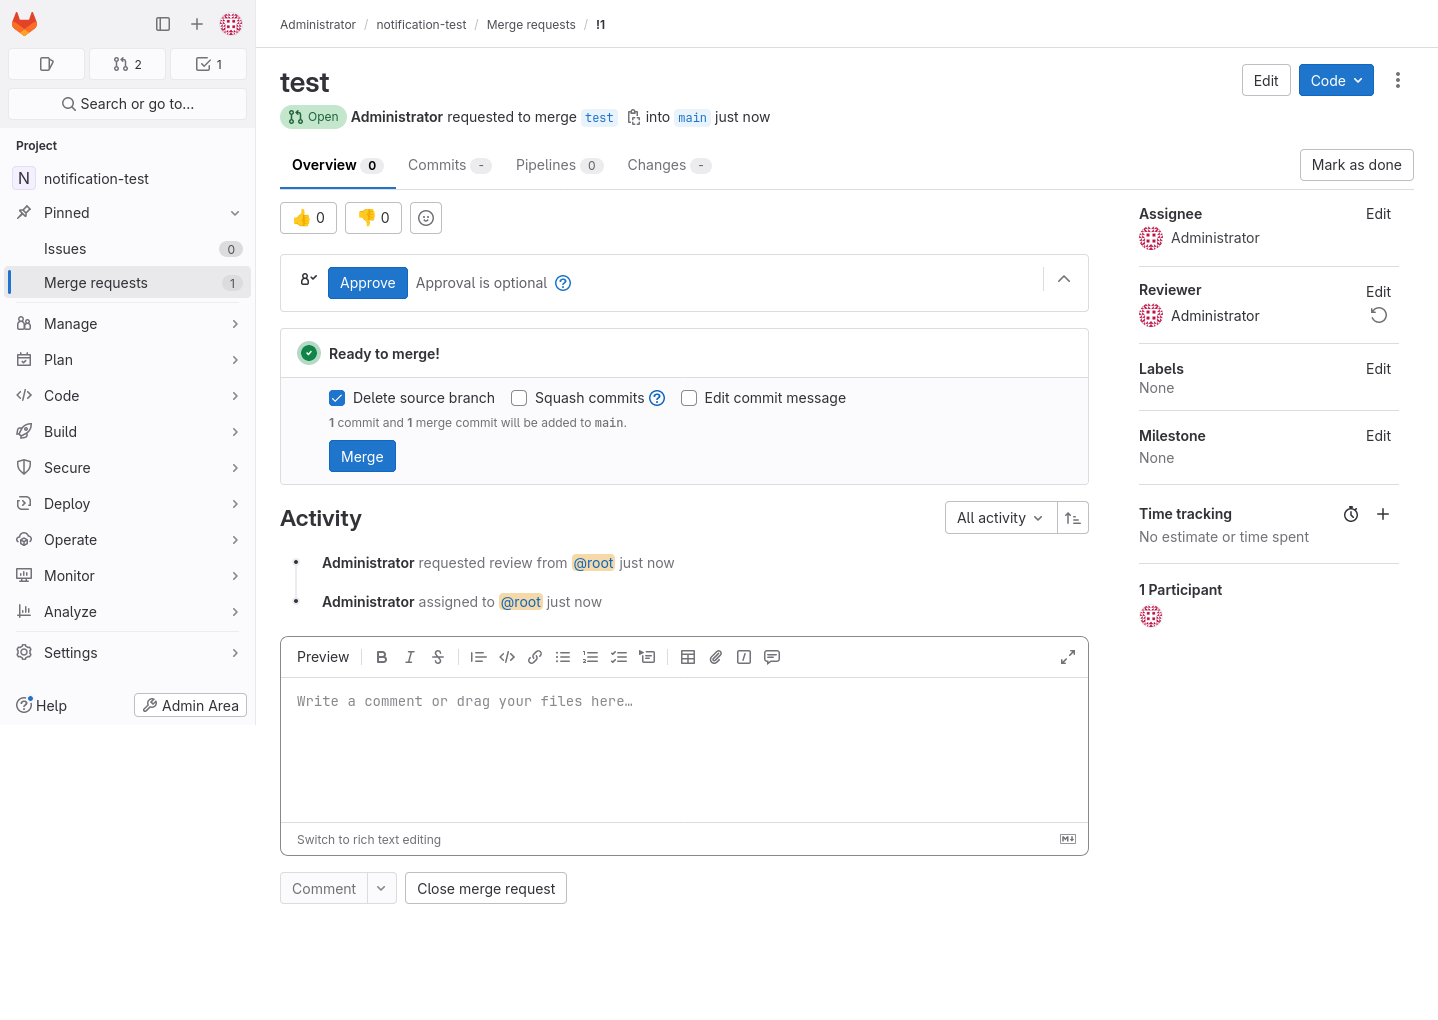 Administrator / notification-test / Merge requests / !1
2
1
Search or go to...
Project
N notification-test
Pinned
Issues 0
Merge requests 1
Manage
Plan
Code
Build
Secure
Deploy
Operate
Monitor
Analyze
Settings
Help
Admin Area
test
Edit
Code
Open Administrator requested to merge test into main just now
Overview 0 Commits - Pipelines 0 Changes -
Mark as done
👍 0 👎 0
Approve Approval is optional
Ready to merge!
Delete source branch Squash commits Edit commit message
1 commit and 1 merge commit will be added to main.
Merge
Activity
All activity
Administrator requested review from @root just now
Administrator assigned to @root just now
Preview
Write a comment or drag your files here…
Switch to rich text editing
Comment
Close merge request
Assignee Edit
Administrator
Reviewer Edit
Administrator
Labels Edit
None
Milestone Edit
None
Time tracking
No estimate or time spent
1 Participant